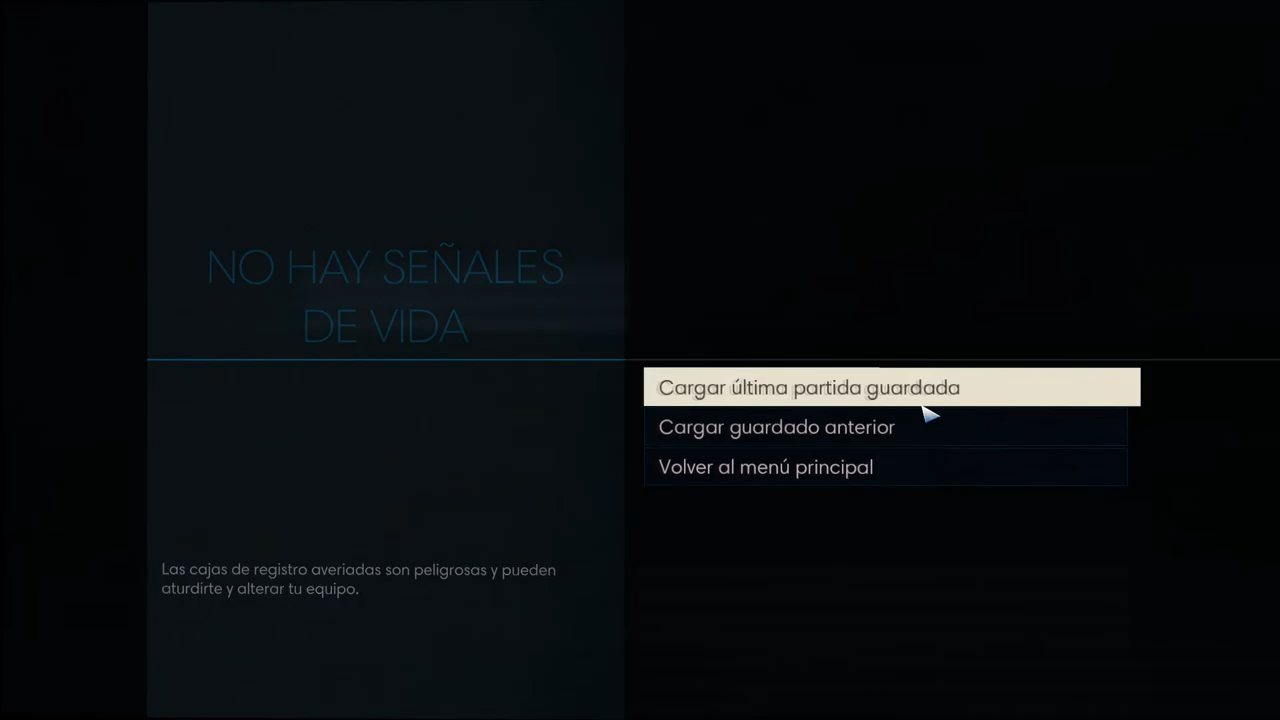 NO HAY SEÑALES
DE VIDA
Cargar última partida guardada
Cargar guardado anterior
Volver al menú principal
Las cajas de registro averiadas son peligrosas y pueden
aturdirte y alterar tu equipo.